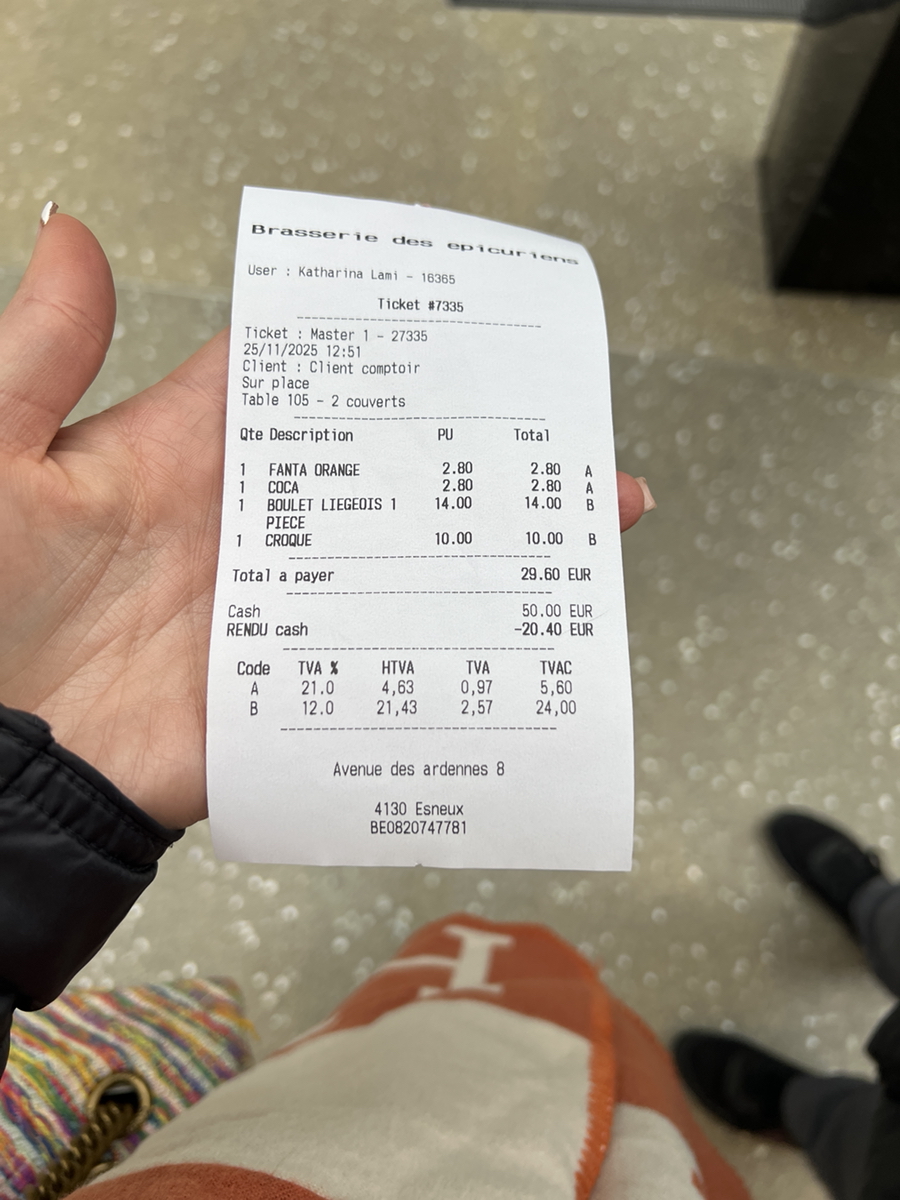 Brasserie des epicuriens
User : Katharina Lami - 16365
Ticket #7335
Ticket : Master 1 - 27335
25/11/2025 12:51
Client : Client comptoir
Sur place
Table 105 - 2 couverts
Qte Description PU Total
1 FANTA ORANGE 2.80 2.80 A
1 COCA 2.80 2.80 A
1 BOULET LIEGEOIS 1 14.00 14.00 B
PIECE
1 CROQUE 10.00 10.00 B
Total a payer 29.60 EUR
Cash 50.00 EUR
RENDU cash -20.40 EUR
Code TVA % HTVA TVA TVAC
A 21.0 4,63 0,97 5,60
B 12.0 21,43 2,57 24,00
Avenue des ardennes 8
4130 Esneux
BE0820747781